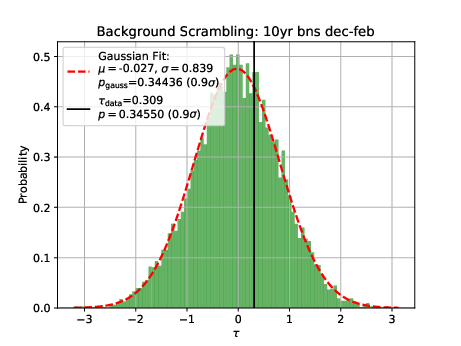 Background Scrambling: 10yr bns dec-feb
Gaussian Fit:
μ = -0.027, σ = 0.839
p_gauss=0.34436 (0.9σ)
τ_data=0.309
p = 0.34550 (0.9σ)
Probability
0.5
0.4
0.3
0.2
0.1
0.0
−3 −2 −1 0 1 2 3
τ